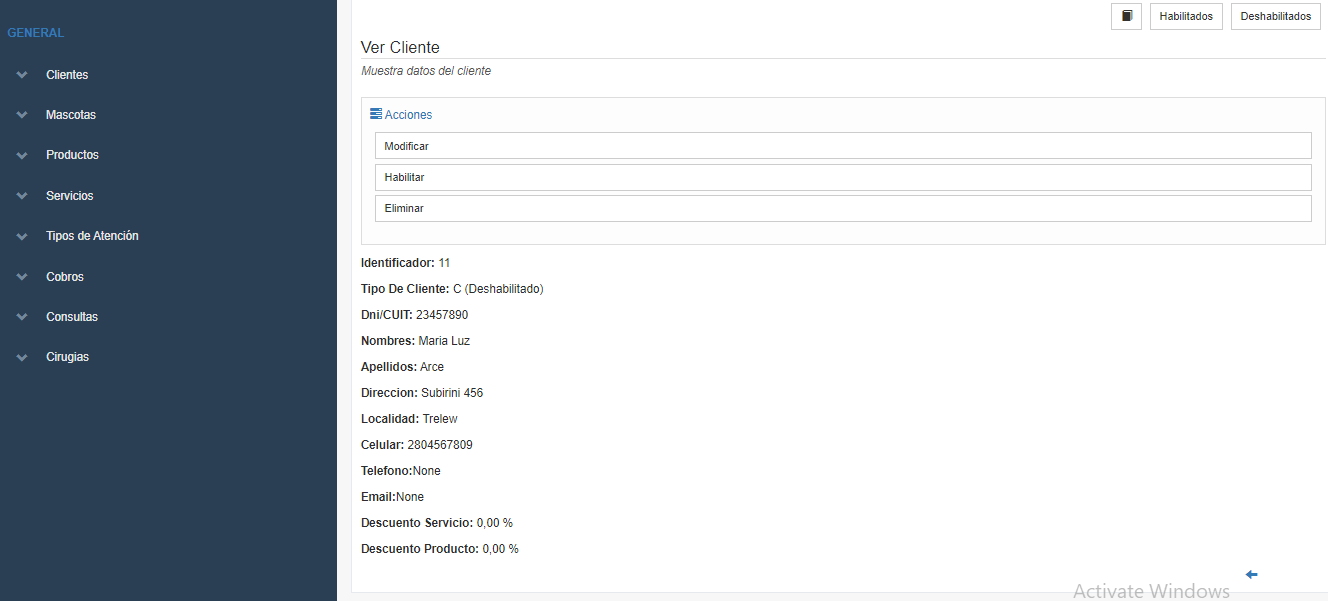 GENERAL
Clientes
Mascotas
Productos
Servicios
Tipos de Atención
Cobros
Consultas
Cirugias
Habilitados
Deshabilitados
Ver Cliente
Muestra datos del cliente
Acciones
Modificar
Habilitar
Eliminar
Identificador: 11
Tipo De Cliente: C (Deshabilitado)
Dni/CUIT: 23457890
Nombres: Maria Luz
Apellidos: Arce
Direccion: Subirini 456
Localidad: Trelew
Celular: 2804567809
Telefono:None
Email:None
Descuento Servicio: 0,00 %
Descuento Producto: 0,00 %
Activate Windows